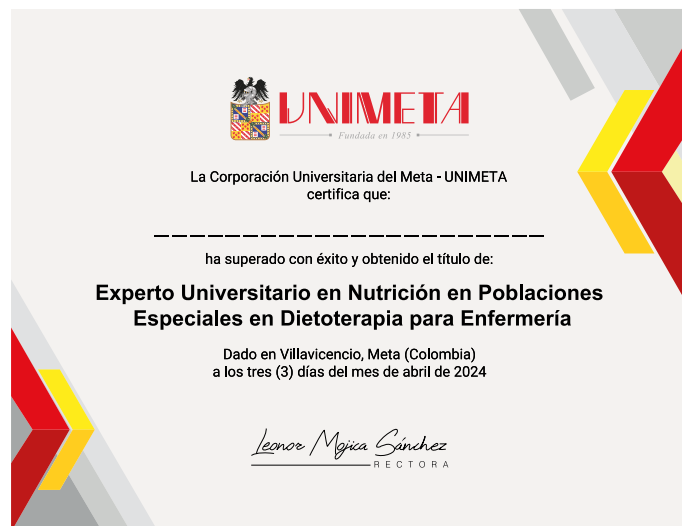 UNIMETA
Fundada en 1985
La Corporación Universitaria del Meta - UNIMETA
certifica que:
ha superado con éxito y obtenido el título de:
Experto Universitario en Nutrición en Poblaciones
Especiales en Dietoterapia para Enfermería
Dado en Villavicencio, Meta (Colombia)
a los tres (3) días del mes de abril de 2024
Leonor Mojica Sánchez
RECTORA